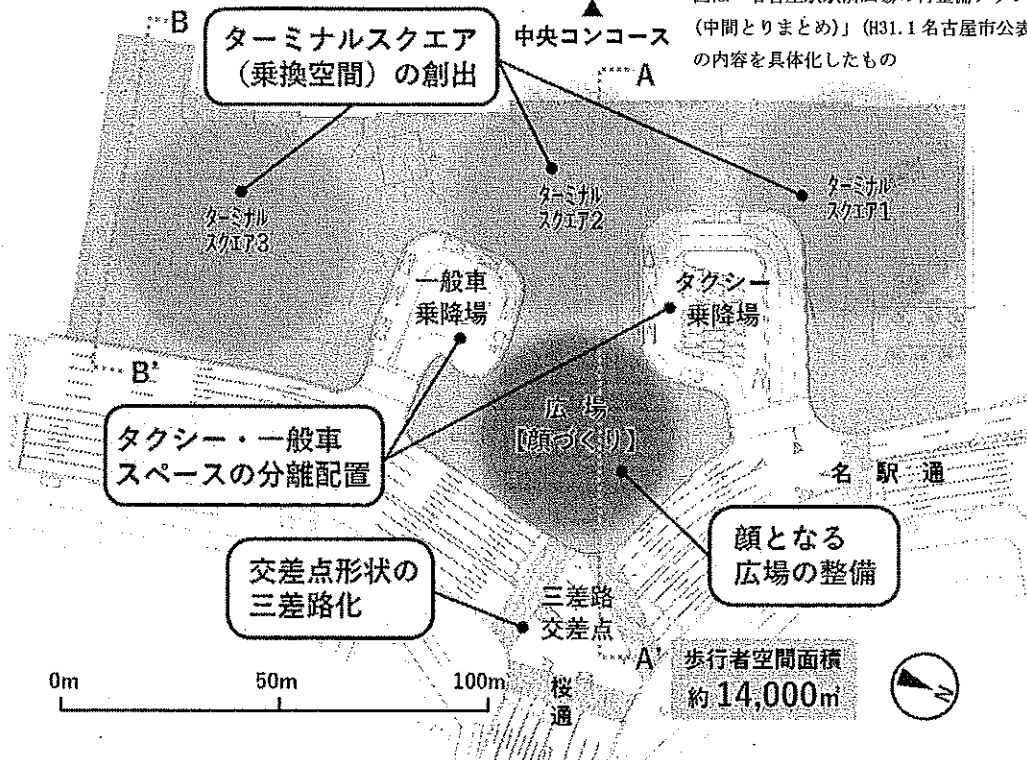 B
ターミナルスクエア
（乗換空間）の創出
中央コンコース
(中間とりまとめ)」(H31.1 名古屋市公表
の内容を具体化したもの
A
ターミナル
スクエア3
ターミナル
スクエア2
ターミナル
スクエア1
一般車
乗降場
タクシー
乗降場
B'
広場
【顔づくり】
タクシー・一般車
スペースの分離配置
名駅通
顔となる
広場の整備
交差点形状の
三差路化
三差路
交差点
A'
歩行者空間面積
約14,000㎡
0m 50m 100m
桜通
N